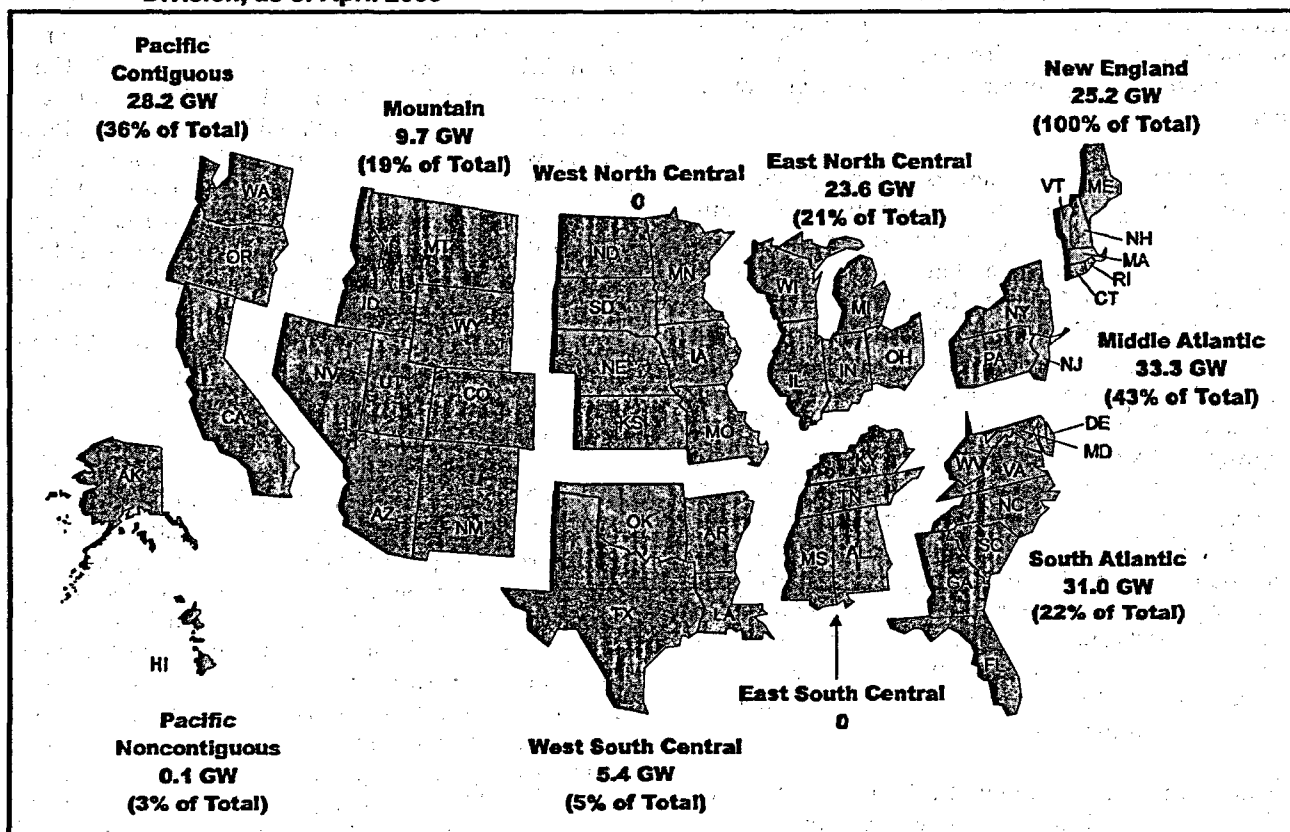 Pacific
Contiguous
28.2 GW
(36% of Total)
Mountain
9.7 GW
(19% of Total)
West North Central
0
East North Central
23.6 GW
(21% of Total)
New England
25.2 GW
(100% of Total)
WA
OR
CA
MT
ID
WY
NV
UT
CO
AZ
NM
ND
MN
SD
NE
IA
KS
MO
WI
MI
IL
IN
OH
VT
ME
NH
MA
RI
CT
NY
PA
NJ
Middle Atlantic
33.3 GW
(43% of Total)
DE
MD
WV
VA
NC
SC
FL
South Atlantic
31.0 GW
(22% of Total)
KY
TN
MS
OK
AR
TX
AK
HI
East South Central
0
Pacific
Noncontiguous
0.1 GW
(3% of Total)
West South Central
5.4 GW
(5% of Total)